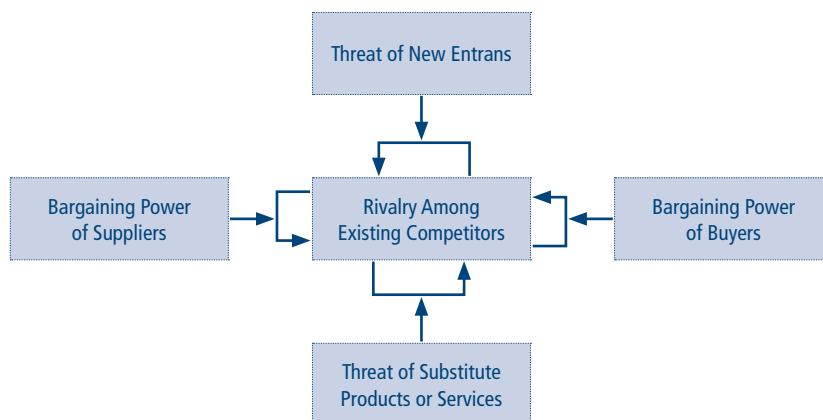 Threat of New Entrans
Bargaining Power
of Suppliers
Rivalry Among
Existing Competitors
Bargaining Power
of Buyers
Threat of Substitute
Products or Services